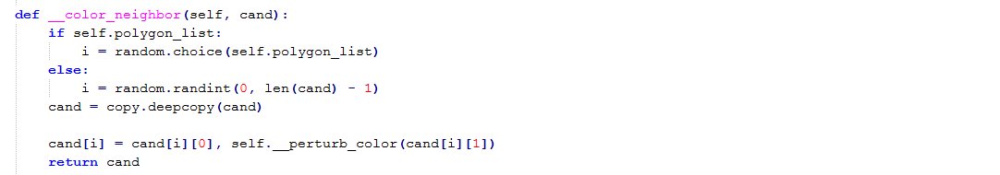 def __color_neighbor(self, cand):
    if self.polygon_list:
        i = random.choice(self.polygon_list)
    else:
        i = random.randint(0, len(cand) - 1)
    cand = copy.deepcopy(cand)

    cand[i] = cand[i][0], self.__perturb_color(cand[i][1])
    return cand